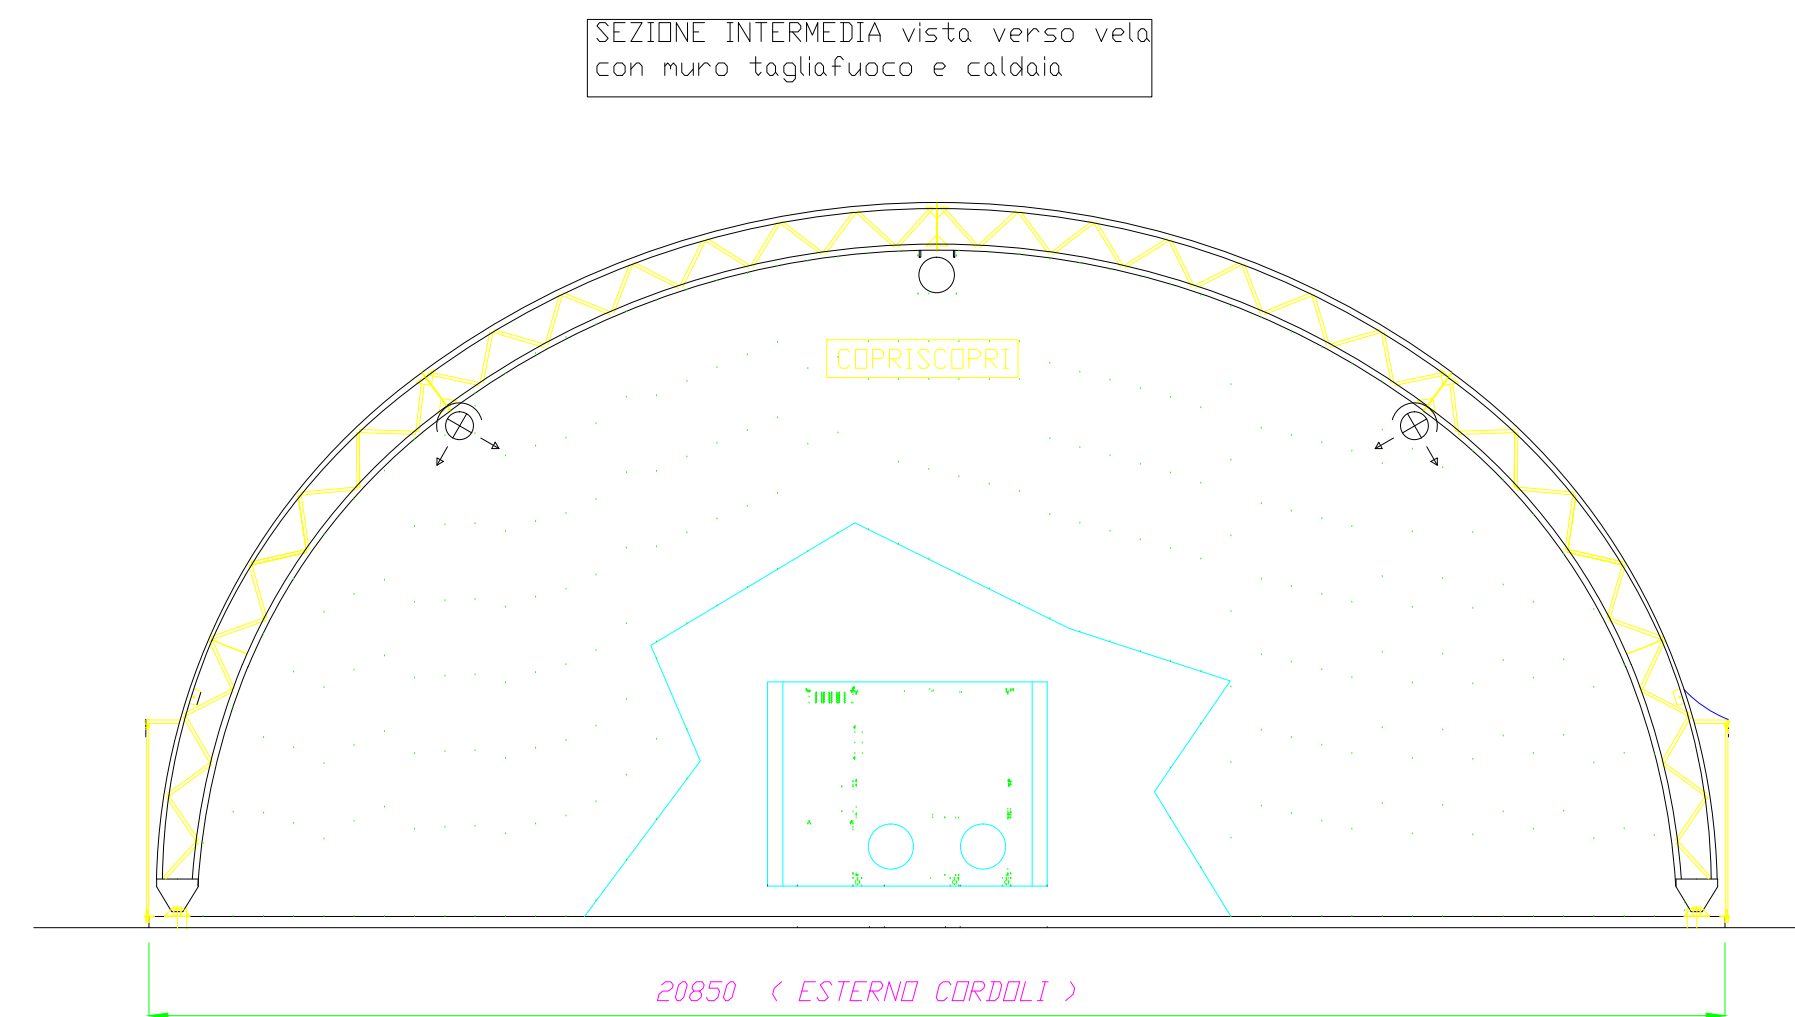 SEZIONE INTERMEDIA vista verso vela
con muro tagliafuoco e caldaia
COPRISCOPRI
20850 ( ESTERNO CORDOLI )